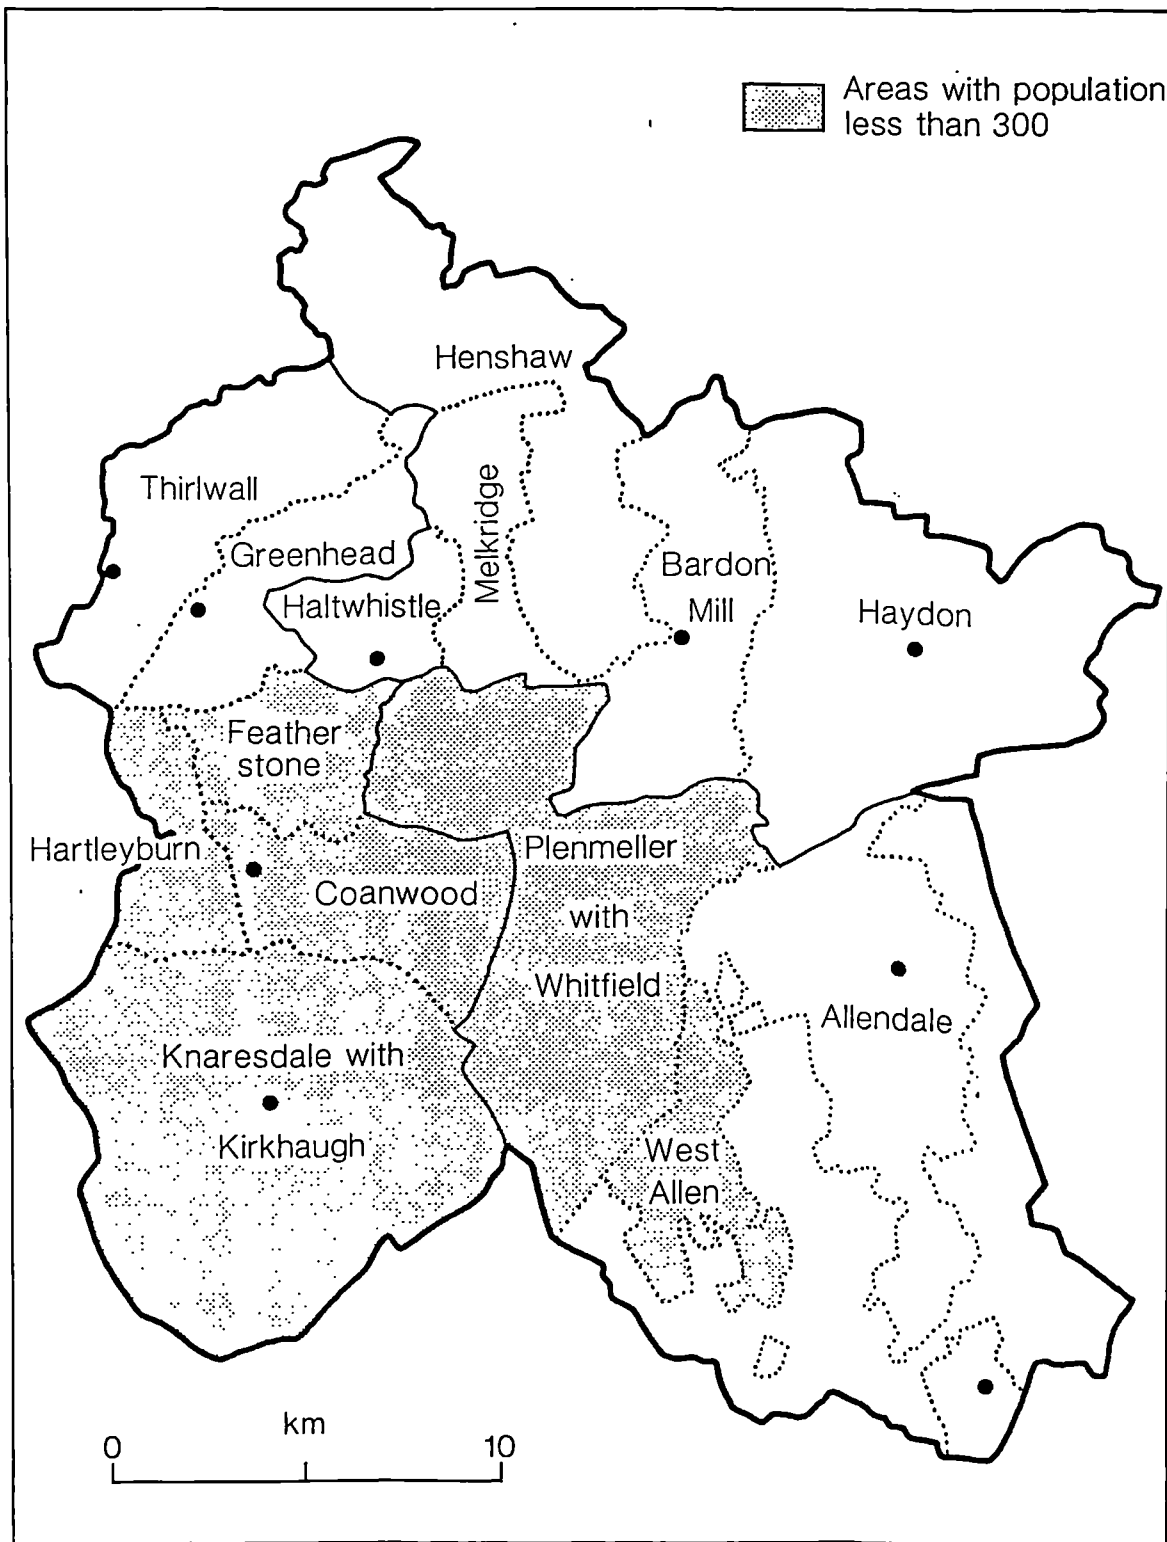 Areas with population
less than 300
Henshaw
Thirlwall
Melkridge
Greenhead
Bardon
Mill
Haltwhistle
Haydon
Feather
stone
Hartleyburn
Plenmeller
with
Whitfield
Coanwood
Allendale
Knaresdale with
Kirkhaugh
West
Allen
km
0 10